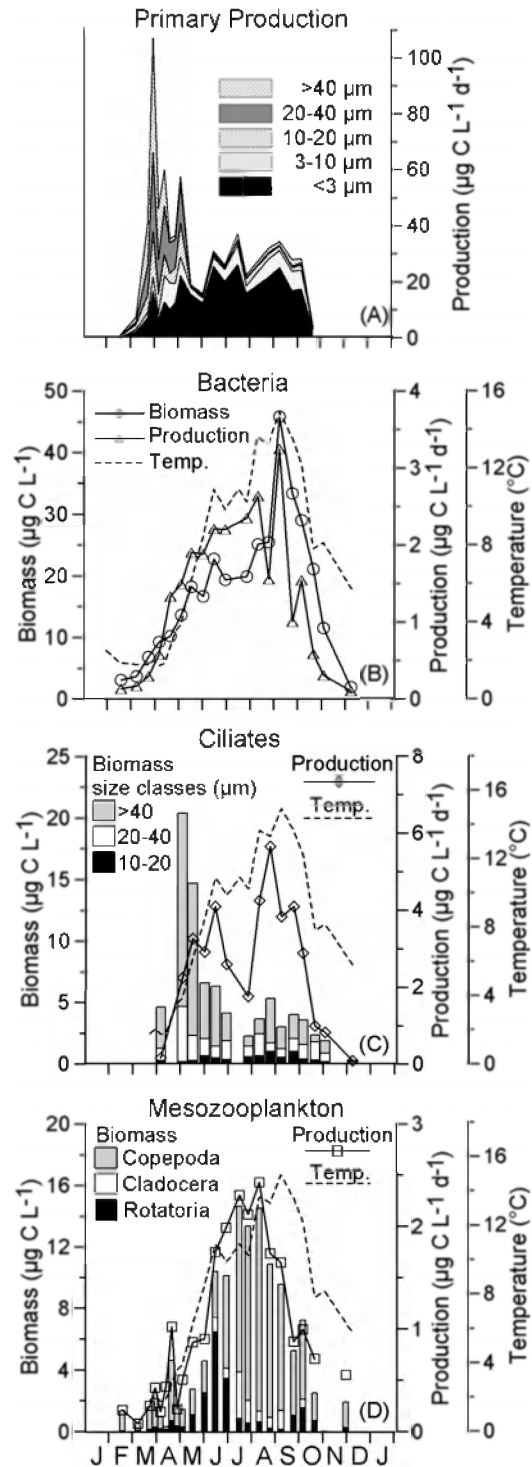 Primary Production
>40 µm
20-40 µm
10-20 µm
3-10 µm
<3 µm
100
80
60
40
20
0
Production (µg C L-1 d-1)
(A)
Bacteria
Biomass
Production
Temp.
50
40
30
20
10
0
Biomass (µg C L-1)
4
3
2
1
0
Production (µg C L-1 d-1)
16
12
8
4
0
Temperature (°C)
(B)
Ciliates
Biomass
size classes (µm)
>40
20-40
10-20
Production
Temp.
25
20
15
10
5
0
Biomass (µg C L-1)
8
6
4
2
0
Production (µg C L-1 d-1)
16
12
8
4
0
Temperature (°C)
(C)
Mesozooplankton
Biomass
Copepoda
Cladocera
Rotatoria
Production
Temp.
20
16
12
8
4
0
Biomass (µg C L-1)
3
2
1
0
Production (µg C L-1 d-1)
16
12
8
4
0
Temperature (°C)
(D)
J F M A M J J A S O N D J